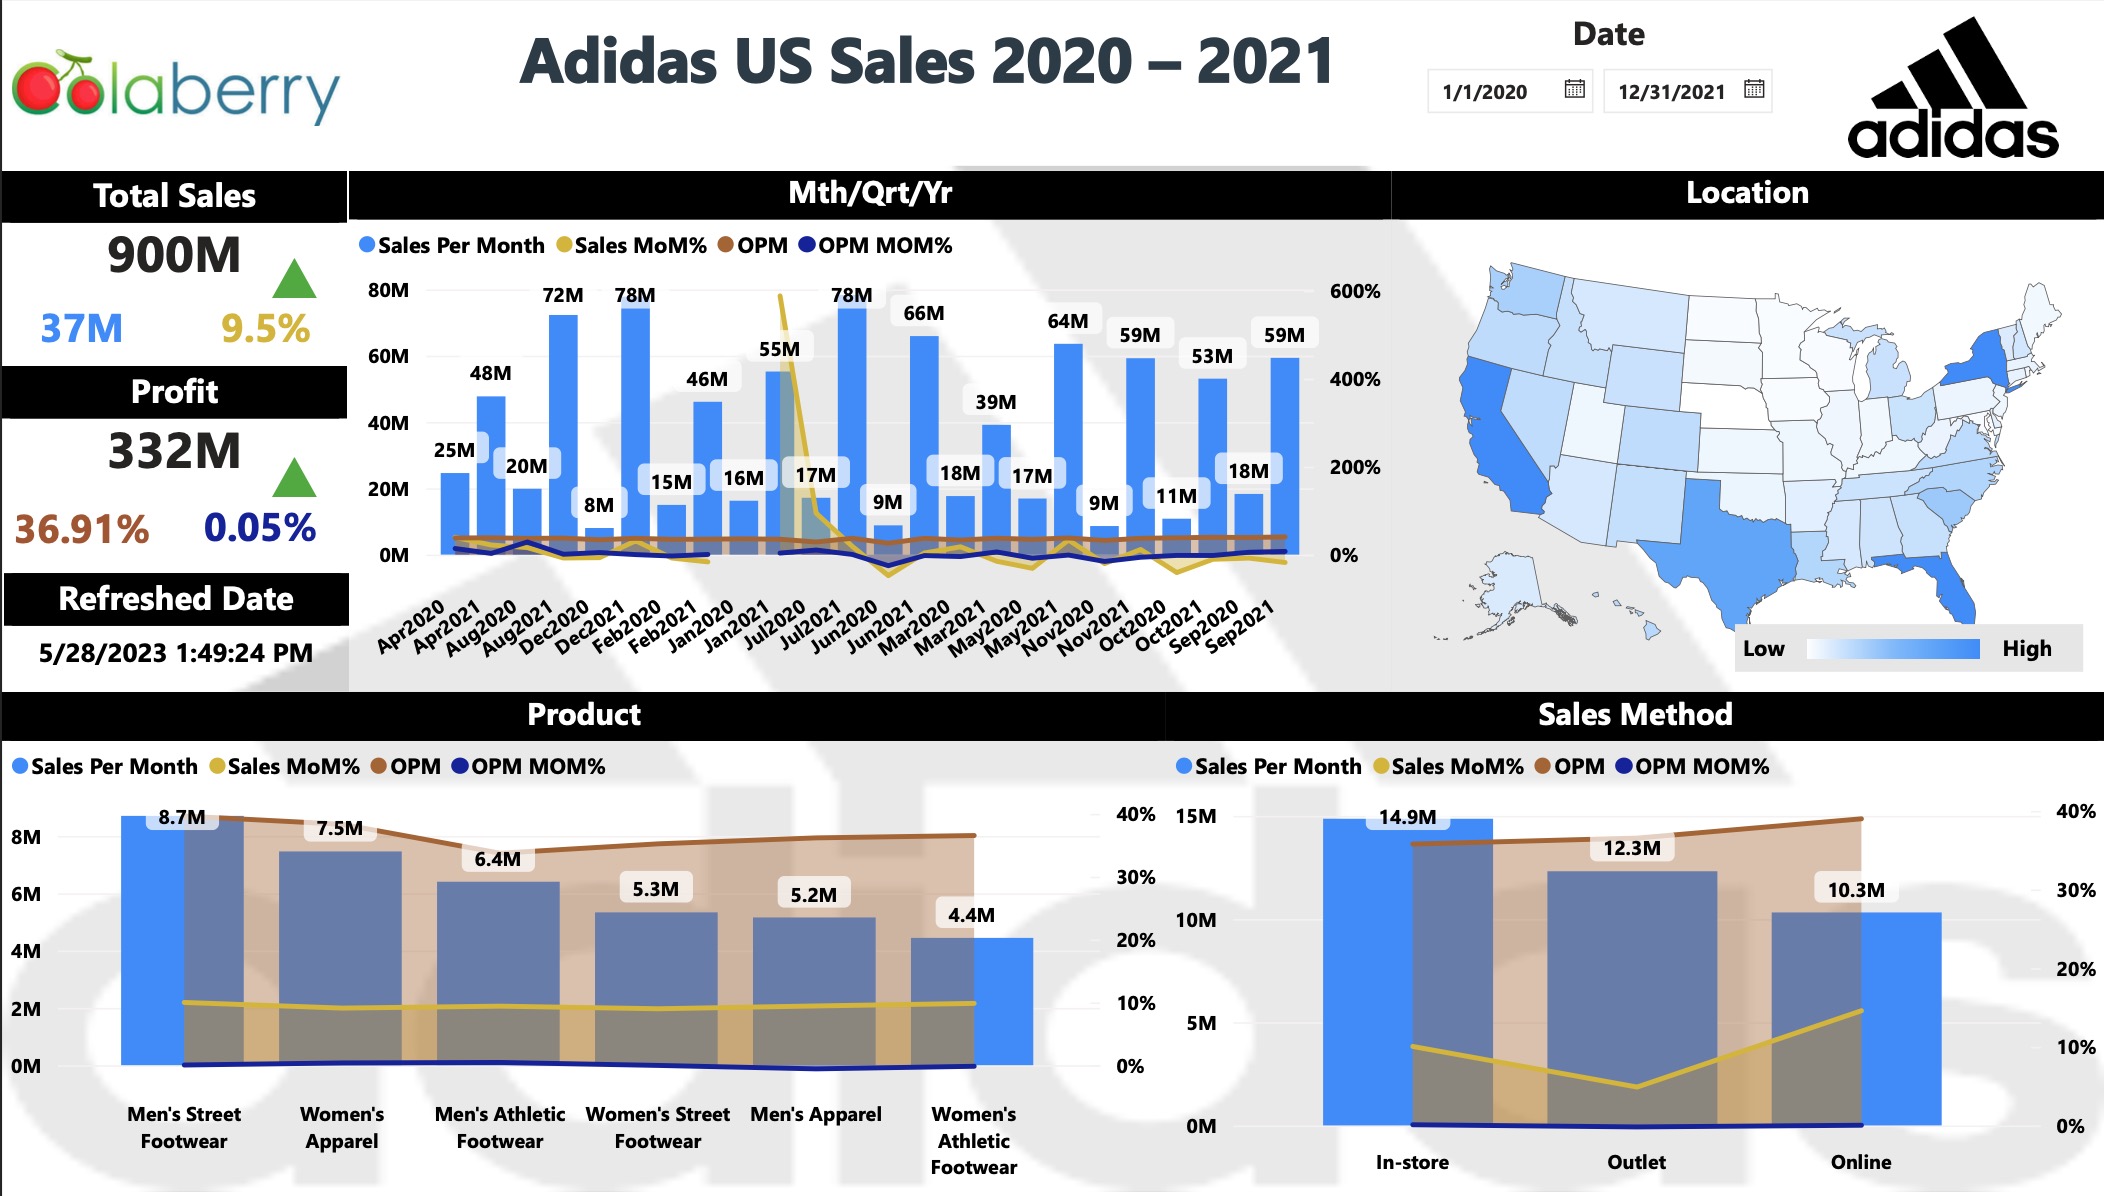 Colaberry
Adidas US Sales 2020 – 2021
Date
1/1/2020
12/31/2021
adidas
Total Sales
900M
37M
9.5%
Profit
332M
36.91%
0.05%
Refreshed Date
5/28/2023 1:49:24 PM
Mth/Qrt/Yr
Sales Per Month Sales MoM% OPM OPM MOM%
80M
60M
40M
20M
0M
600%
400%
200%
0%
25M
48M
20M
72M
8M
78M
15M
46M
16M
55M
17M
78M
9M
66M
18M
39M
17M
64M
9M
59M
11M
53M
18M
59M
Apr2020
Apr2021
Aug2020
Aug2021
Dec2020
Dec2021
Feb2020
Feb2021
Jan2020
Jan2021
Jul2020
Jul2021
Jun2020
Jun2021
Mar2020
Mar2021
May2020
May2021
Nov2020
Nov2021
Oct2020
Oct2021
Sep2020
Sep2021
Location
Low
High
Product
Sales Per Month Sales MoM% OPM OPM MOM%
8M
6M
4M
2M
0M
40%
30%
20%
10%
0%
8.7M
7.5M
6.4M
5.3M
5.2M
4.4M
Men's Street
Footwear
Women's
Apparel
Men's Athletic
Footwear
Women's Street
Footwear
Men's Apparel
Women's
Athletic
Footwear
Sales Method
Sales Per Month Sales MoM% OPM OPM MOM%
15M
10M
5M
0M
40%
30%
20%
10%
0%
14.9M
12.3M
10.3M
In-store
Outlet
Online
adidas